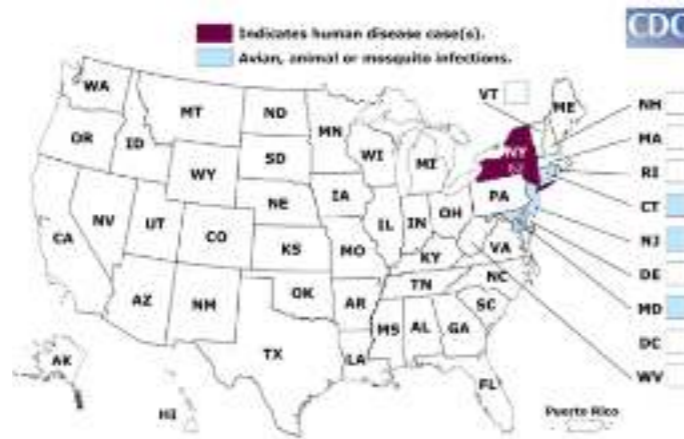 Indicates human disease case(s).
Avian, animal or mosquito infections.
CDC
WA
MT
ND
MN
VT
ME
NH
OR
ID
SD
WI
MI
NY
MA
WY
RI
IA
PA
CT
NE
NV
UT
IL
IN
OH
NJ
CA
CO
KS
MO
KY
VA
DE
TN
NC
MD
AZ
NM
OK
AR
SC
MS
AL
GA
DC
TX
LA
AK
WV
FL
HI
Puerto Rico